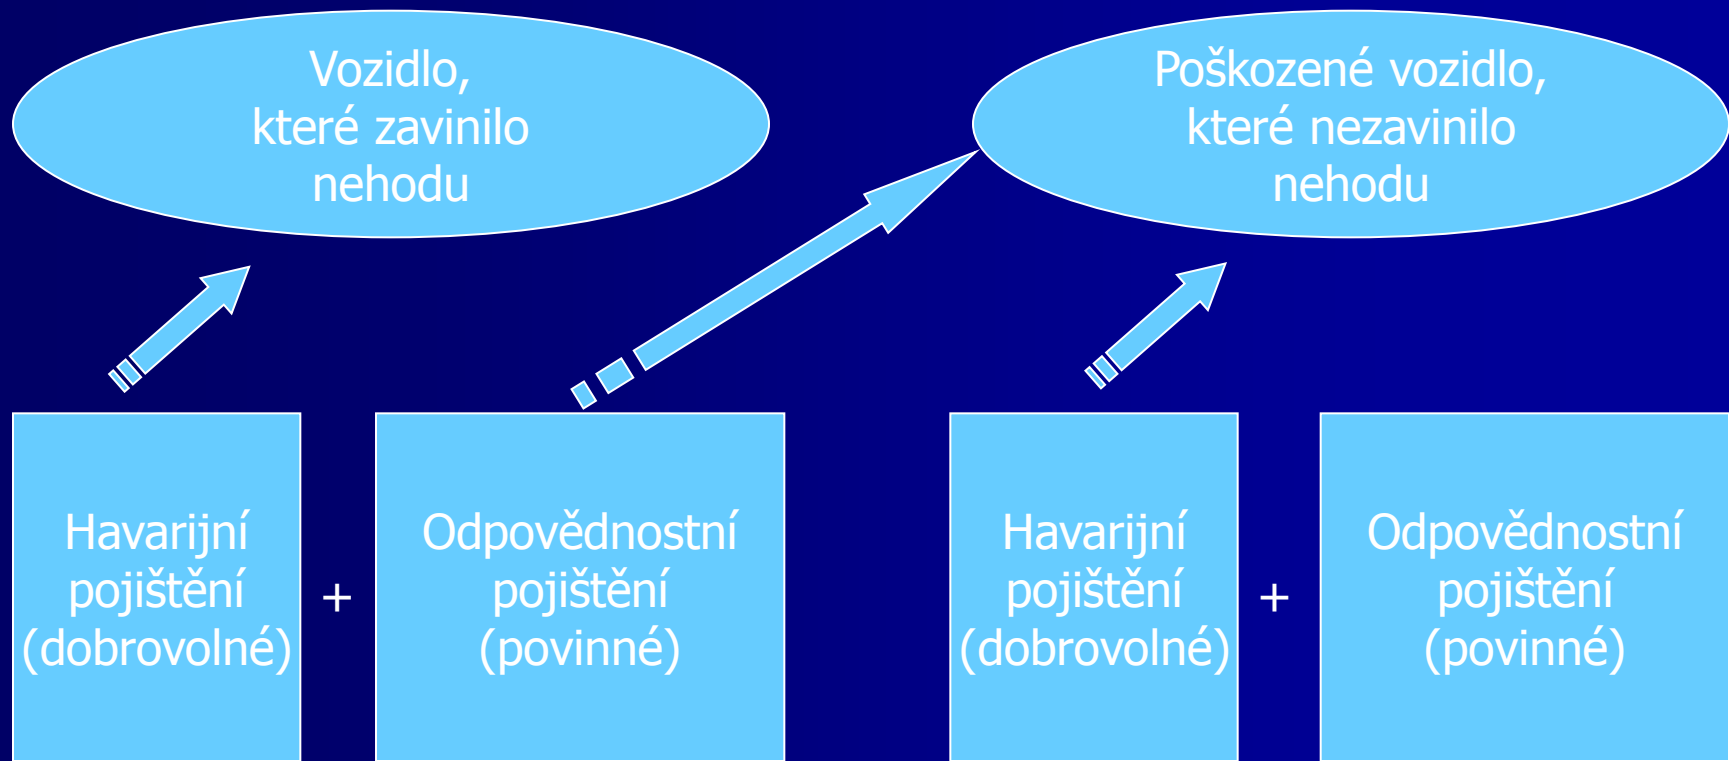 Vozidlo,
které zavinilo
nehodu
Poškozené vozidlo,
které nezavinilo
nehodu
Havarijní
pojištění
(dobrovolné)
+
Odpovědnostní
pojištění
(povinné)
Havarijní
pojištění
(dobrovolné)
+
Odpovědnostní
pojištění
(povinné)